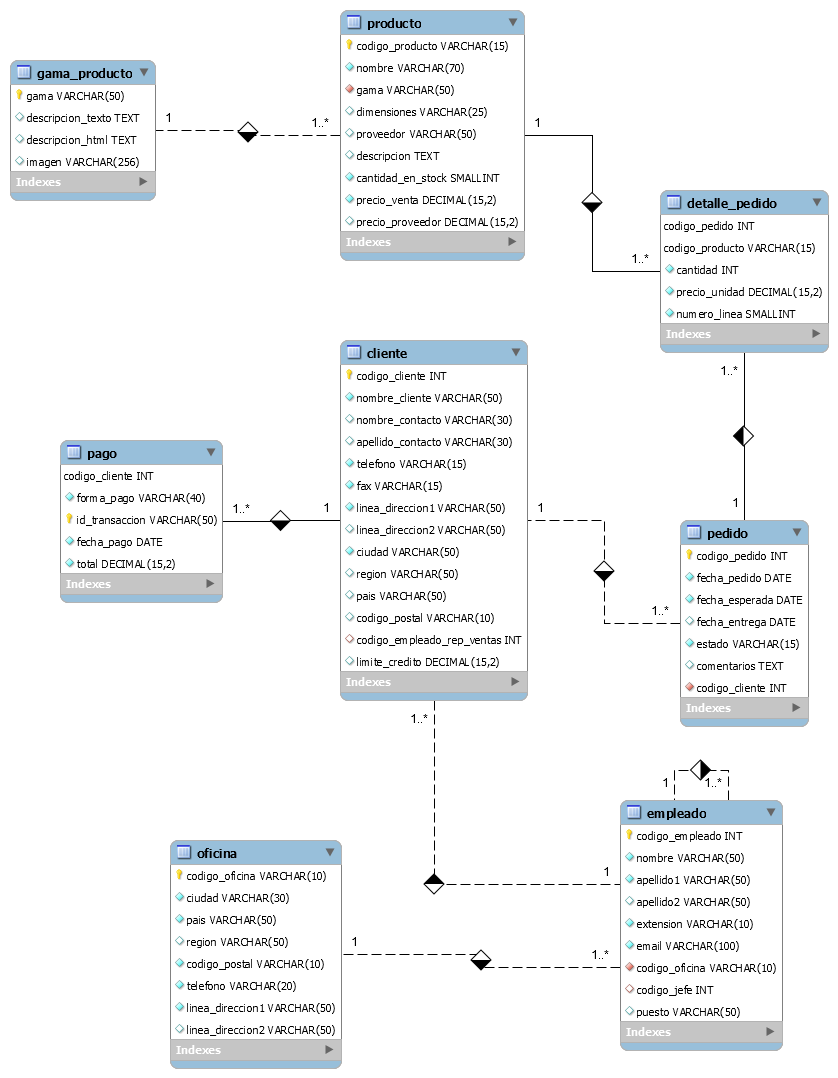 producto
codigo_producto VARCHAR(15)
nombre VARCHAR(70)
gama VARCHAR(50)
dimensiones VARCHAR(25)
proveedor VARCHAR(50)
descripcion TEXT
cantidad_en_stock SMALLINT
precio_venta DECIMAL(15,2)
precio_proveedor DECIMAL(15,2)
Indexes
gama_producto
gama VARCHAR(50)
descripcion_texto TEXT
descripcion_html TEXT
imagen VARCHAR(256)
Indexes
1
1..*
1
1..*
detalle_pedido
codigo_pedido INT
codigo_producto VARCHAR(15)
cantidad INT
precio_unidad DECIMAL(15,2)
numero_linea SMALLINT
Indexes
1..*
1
cliente
codigo_cliente INT
nombre_cliente VARCHAR(50)
nombre_contacto VARCHAR(30)
apellido_contacto VARCHAR(30)
telefono VARCHAR(15)
fax VARCHAR(15)
linea_direccion1 VARCHAR(50)
linea_direccion2 VARCHAR(50)
ciudad VARCHAR(50)
region VARCHAR(50)
pais VARCHAR(50)
codigo_postal VARCHAR(10)
codigo_empleado_rep_ventas INT
limite_credito DECIMAL(15,2)
Indexes
pago
codigo_cliente INT
forma_pago VARCHAR(40)
id_transaccion VARCHAR(50)
fecha_pago DATE
total DECIMAL(15,2)
Indexes
1..*
1
1
1..*
pedido
codigo_pedido INT
fecha_pedido DATE
fecha_esperada DATE
fecha_entrega DATE
estado VARCHAR(15)
comentarios TEXT
codigo_cliente INT
Indexes
1..*
1
1
1..*
empleado
codigo_empleado INT
nombre VARCHAR(50)
apellido1 VARCHAR(50)
apellido2 VARCHAR(50)
extension VARCHAR(10)
email VARCHAR(100)
codigo_oficina VARCHAR(10)
codigo_jefe INT
puesto VARCHAR(50)
Indexes
oficina
codigo_oficina VARCHAR(10)
ciudad VARCHAR(30)
pais VARCHAR(50)
region VARCHAR(50)
codigo_postal VARCHAR(10)
telefono VARCHAR(20)
linea_direccion1 VARCHAR(50)
linea_direccion2 VARCHAR(50)
Indexes
1
1..*